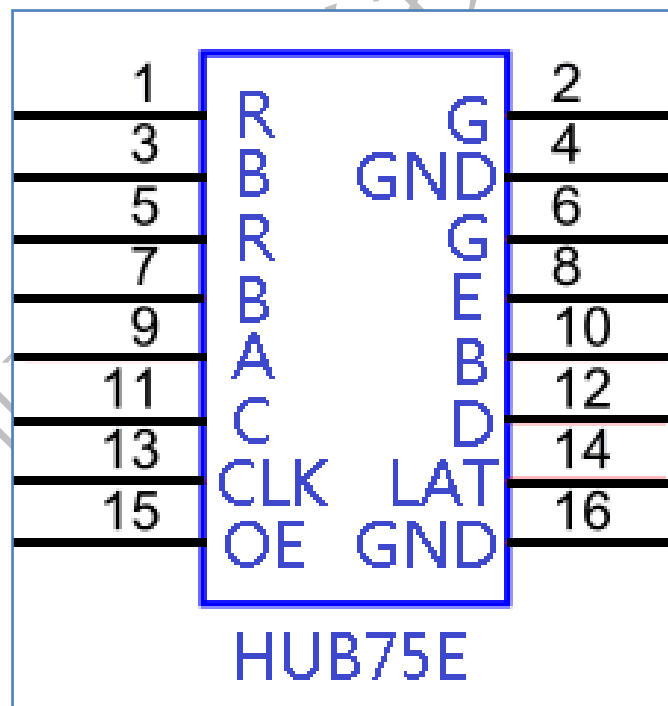 1 R G 2
3 B GND 4
5 R G 6
7 B E 8
9 A B 10
11 C D 12
13 CLK LAT 14
15 OE GND 16
HUB75E